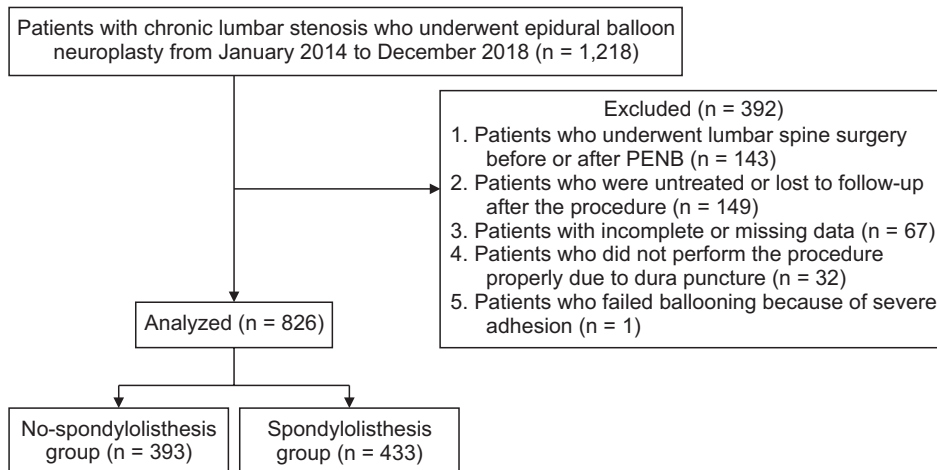 Patients with chronic lumbar stenosis who underwent epidural balloon
neuroplasty from January 2014 to December 2018 (n = 1,218)
Excluded (n = 392)
1. Patients who underwent lumbar spine surgery
before or after PENB (n = 143)
2. Patients who were untreated or lost to follow-up
after the procedure (n = 149)
3. Patients with incomplete or missing data (n = 67)
4. Patients who did not perform the procedure
properly due to dura puncture (n = 32)
5. Patients who failed ballooning because of severe
adhesion (n = 1)
Analyzed (n = 826)
No-spondylolisthesis
group (n = 393)
Spondylolisthesis
group (n = 433)